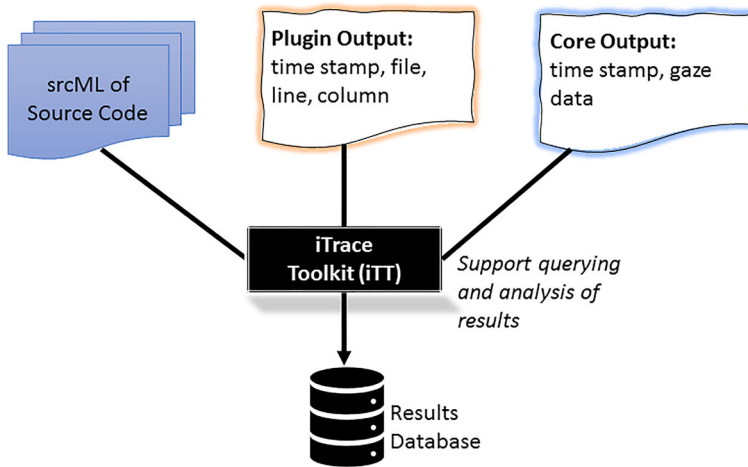 srcML of
Source Code
Plugin Output:
time stamp, file,
line, column
Core Output:
time stamp, gaze
data
iTrace
Toolkit (iTT)
Support querying
and analysis of
results
Results
Database